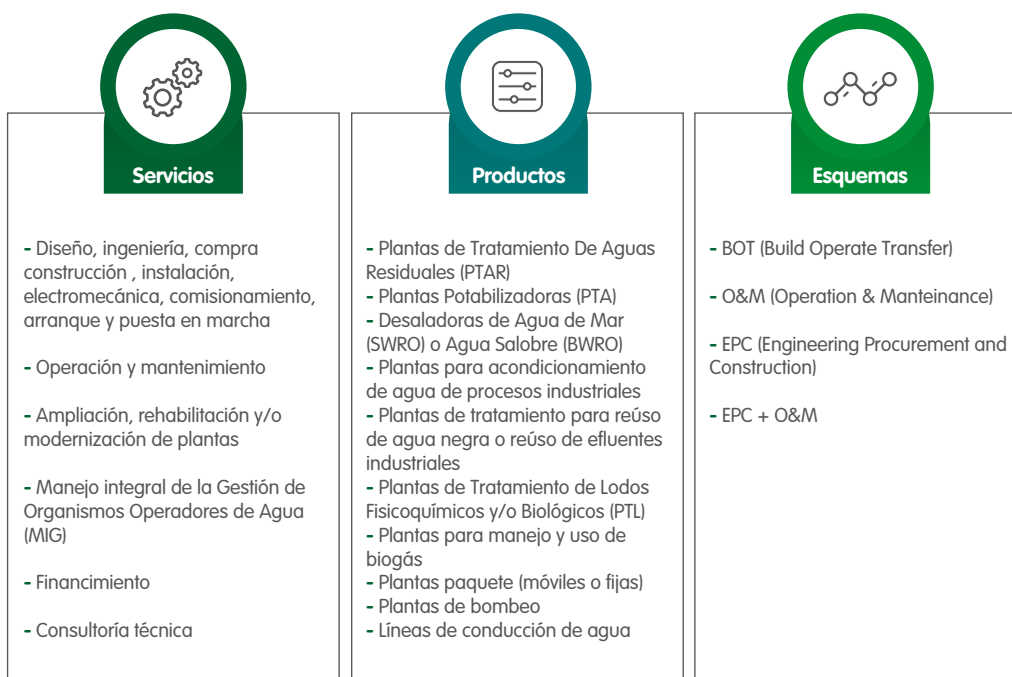 Servicios
- Diseño, ingeniería, compra
construcción , instalación,
electromecánica, comisionamiento,
arranque y puesta en marcha
- Operación y mantenimiento
- Ampliación, rehabilitación y/o
modernización de plantas
- Manejo integral de la Gestión de
Organismos Operadores de Agua
(MIG)
- Financimiento
- Consultoría técnica
Productos
- Plantas de Tratamiento De Aguas
Residuales (PTAR)
- Plantas Potabilizadoras (PTA)
- Desaladoras de Agua de Mar
(SWRO) o Agua Salobre (BWRO)
- Plantas para acondicionamiento
de agua de procesos industriales
- Plantas de tratamiento para reúso
de agua negra o reúso de efluentes
industriales
- Plantas de Tratamiento de Lodos
Fisicoquímicos y/o Biológicos (PTL)
- Plantas para manejo y uso de
biogás
- Plantas paquete (móviles o fijas)
- Plantas de bombeo
- Líneas de conducción de agua
Esquemas
- BOT (Build Operate Transfer)
- O&M (Operation & Manteinance)
- EPC (Engineering Procurement and
Construction)
- EPC + O&M